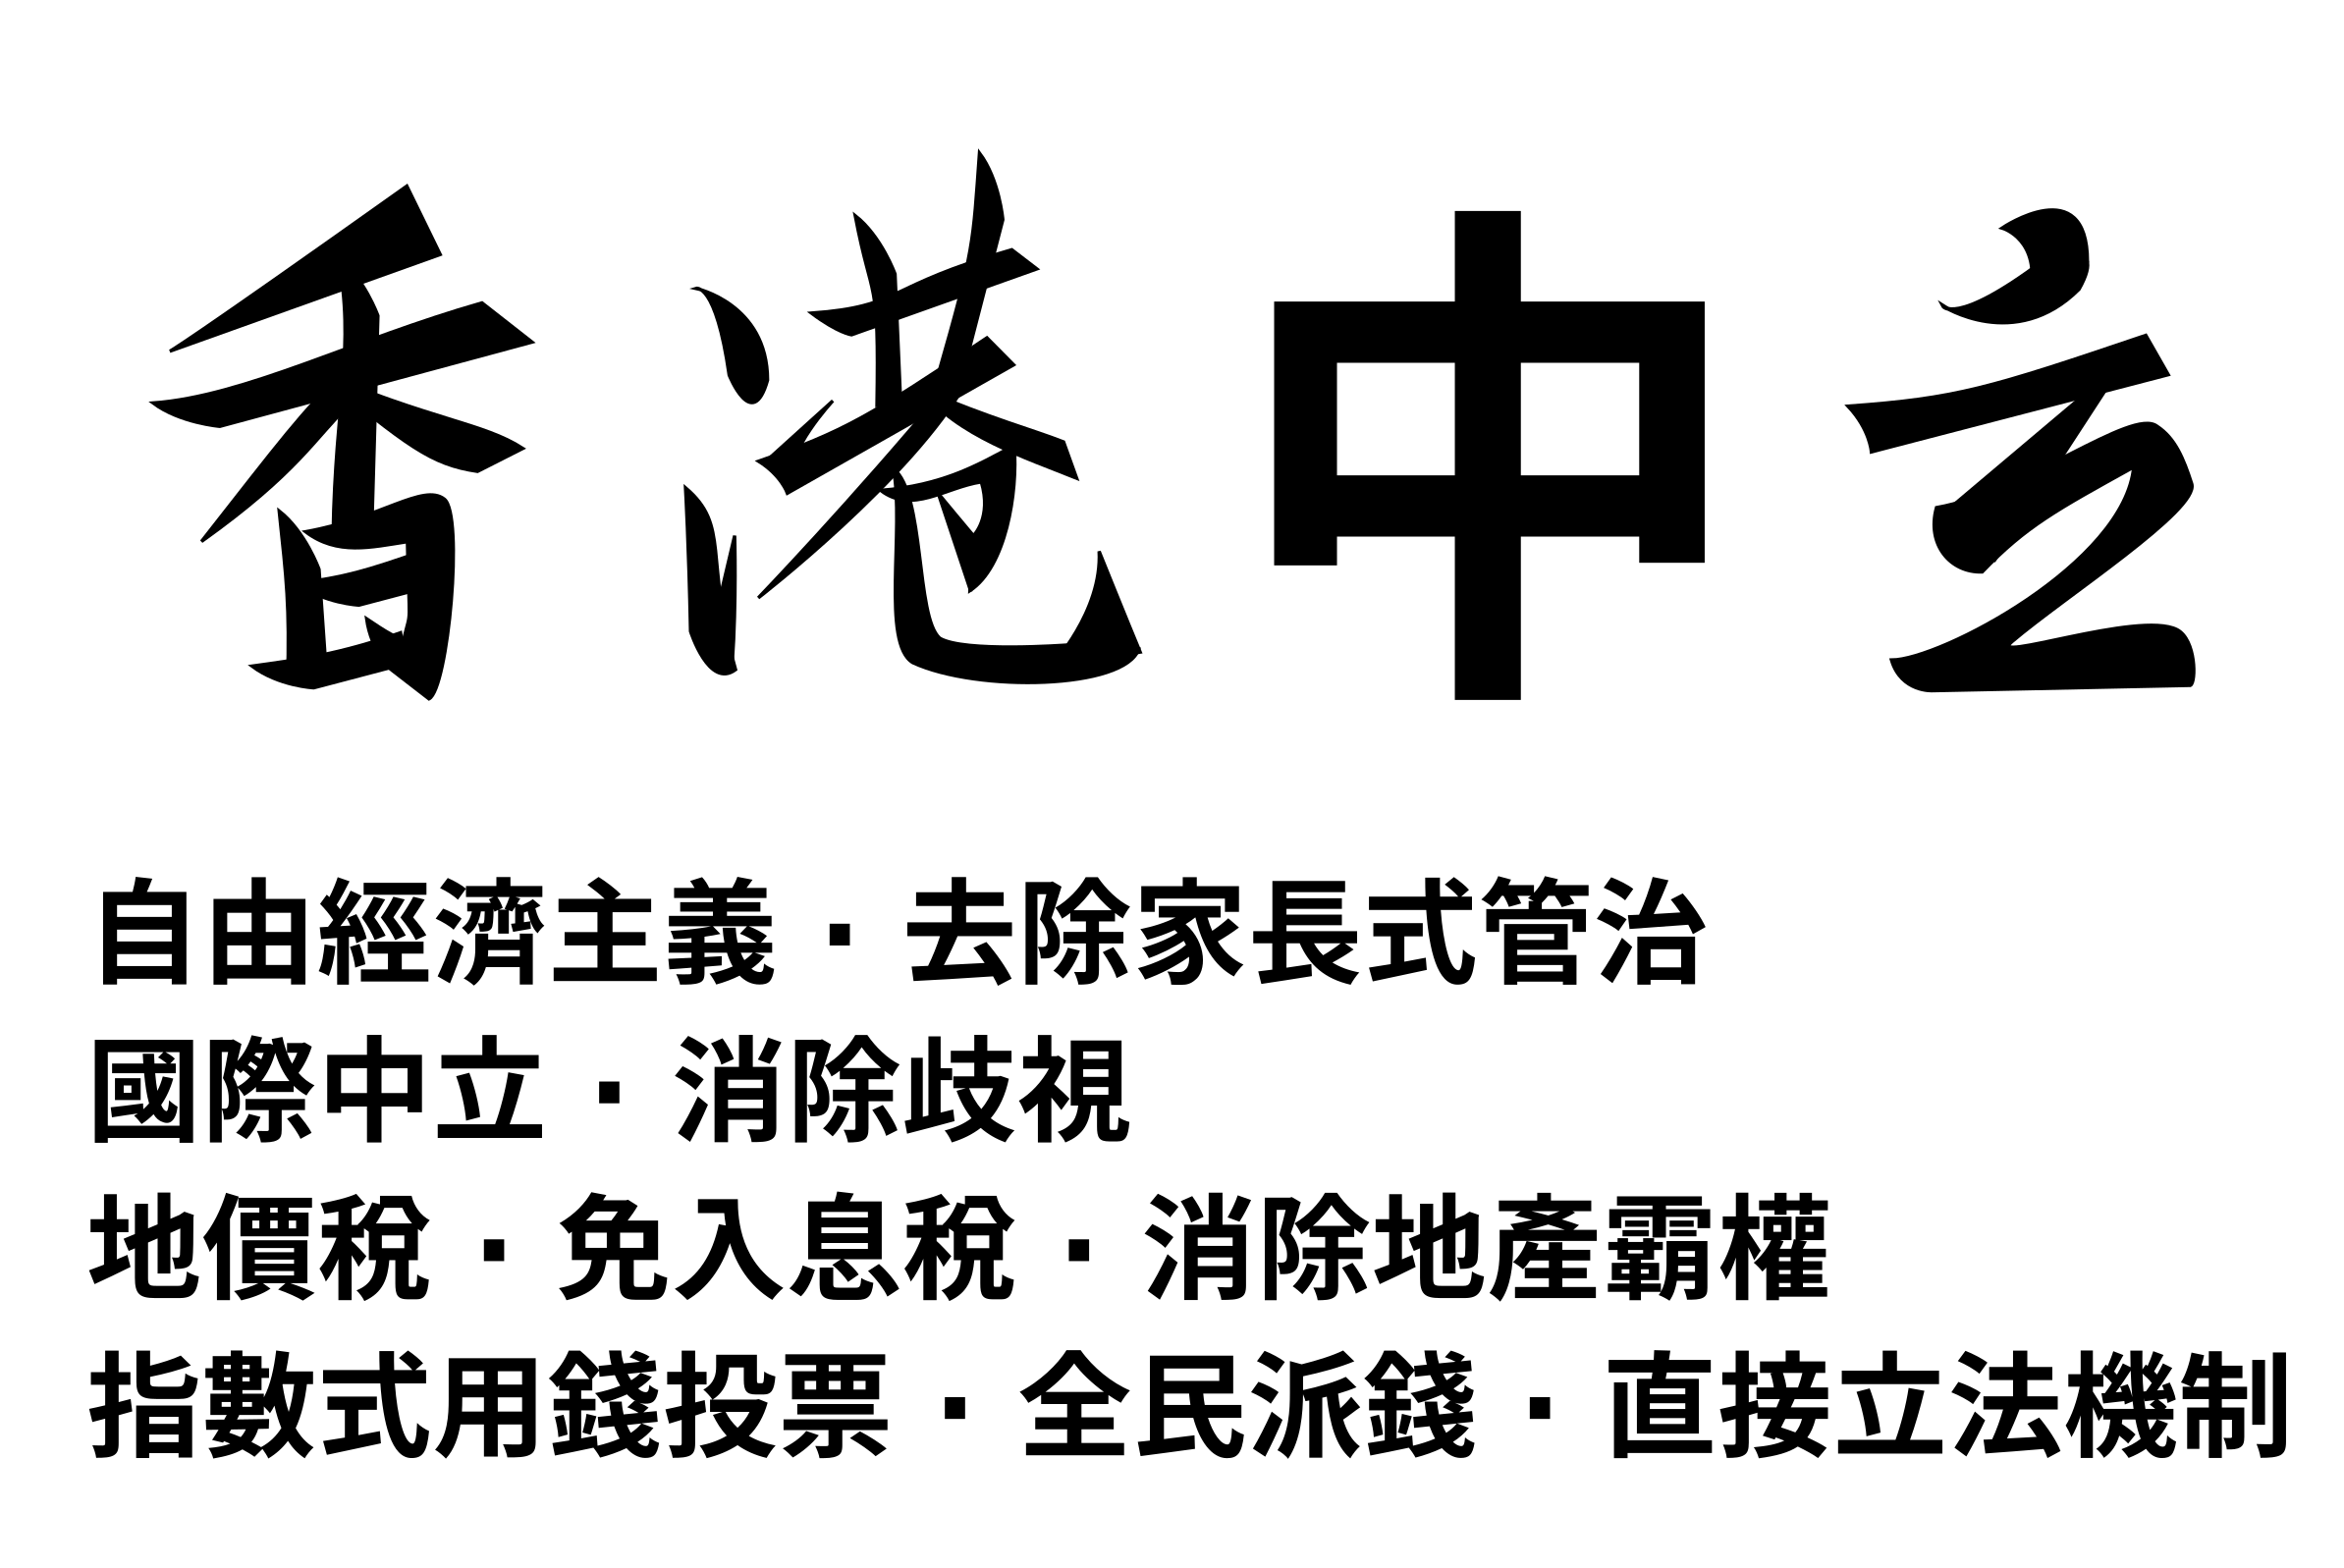 香港中立
自由經濟主義 · 去除家長式管治
國際中立 · 消除歧視
地價稅 · 免入息稅 · 消除地產霸權
指數式用錢投票 · 全民派錢 · 直接立法機制